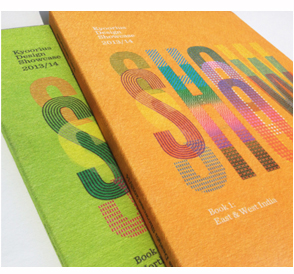 Kyoorius
Design
Showcase
2013/14
Kyoorius
Design
Showcase
2013/14
SHOW
Book 1:
East & West India
S
Book